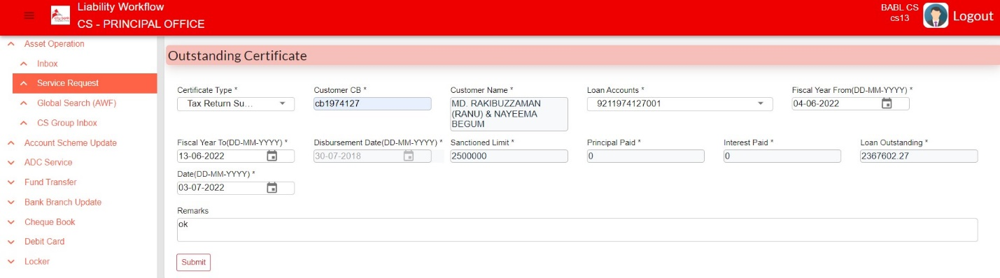 Liability Workflow
CS - PRINCIPAL OFFICE
city bank
BABL CS
cs13
Logout
Asset Operation
Inbox
Service Request
Global Search (AWF)
CS Group Inbox
Account Scheme Update
ADC Service
Fund Transfer
Bank Branch Update
Cheque Book
Debit Card
Locker
Outstanding Certificate
Certificate Type * Customer CB * Customer Name * Loan Accounts * Fiscal Year From(DD-MM-YYYY) *
Tax Return Su... cb1974127 MD. RAKIBUZZAMAN 9211974127001 04-06-2022
(RANU) & NAYEEMA
BEGUM
Fiscal Year To(DD-MM-YYYY) * Disbursement Date(DD-MM-YYYY) * Sanctioned Limit * Principal Paid * Interest Paid * Loan Outstanding *
13-06-2022 30-07-2018 2500000 0 0 2367602.27
Date(DD-MM-YYYY) *
03-07-2022
Remarks
ok
Submit